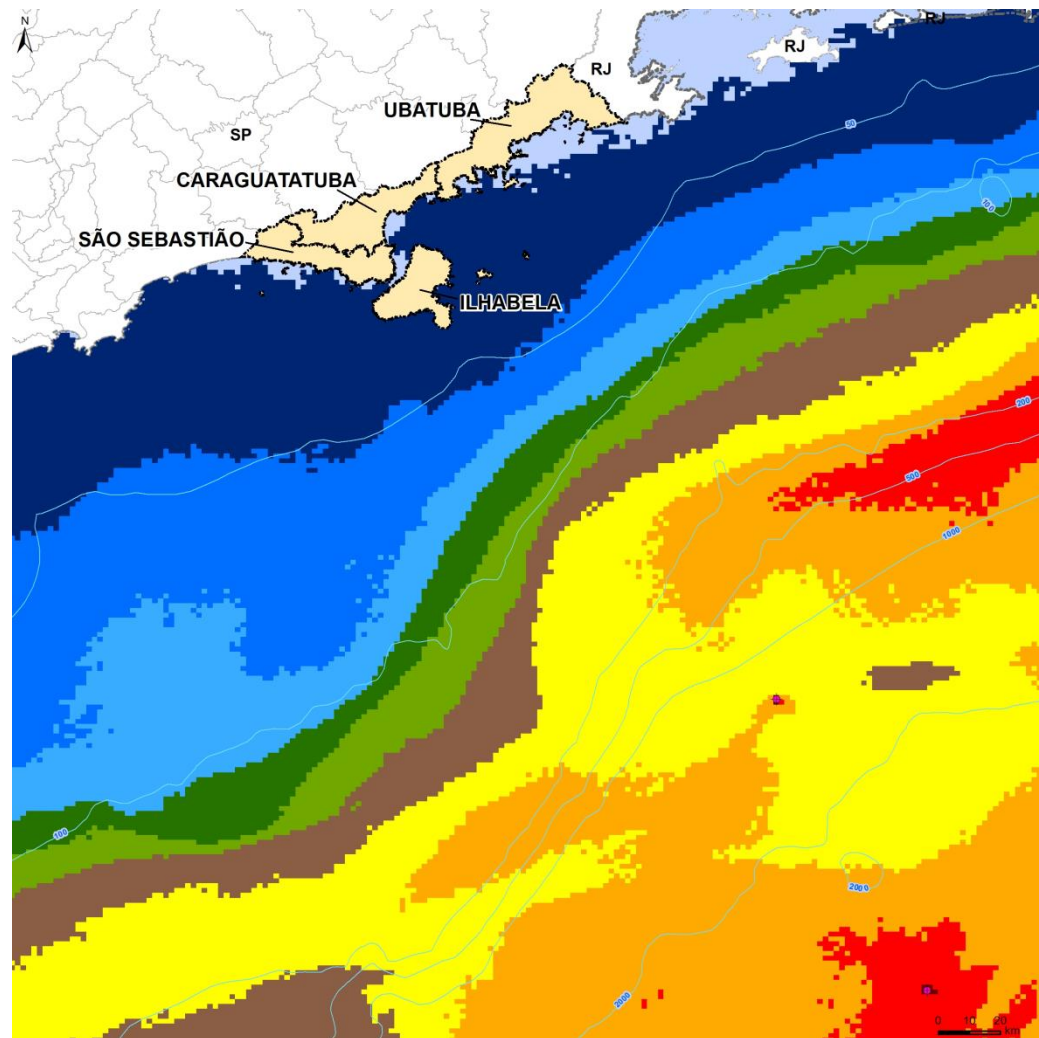 N
RJ
RJ
RJ
UBATUBA
SP
50
CARAGUATATUBA
100
SÃO SEBASTIÃO
ILHABELA
200
500
1000
100
2000
2000
0 10 20
km